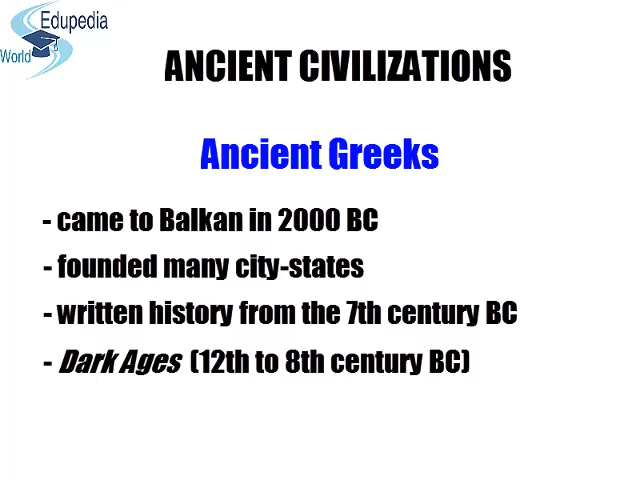 Edupedia
World
ANCIENT CIVILIZATIONS
Ancient Greeks
- came to Balkan in 2000 BC
- founded many city-states
- written history from the 7th century BC
- Dark Ages (12th to 8th century BC)